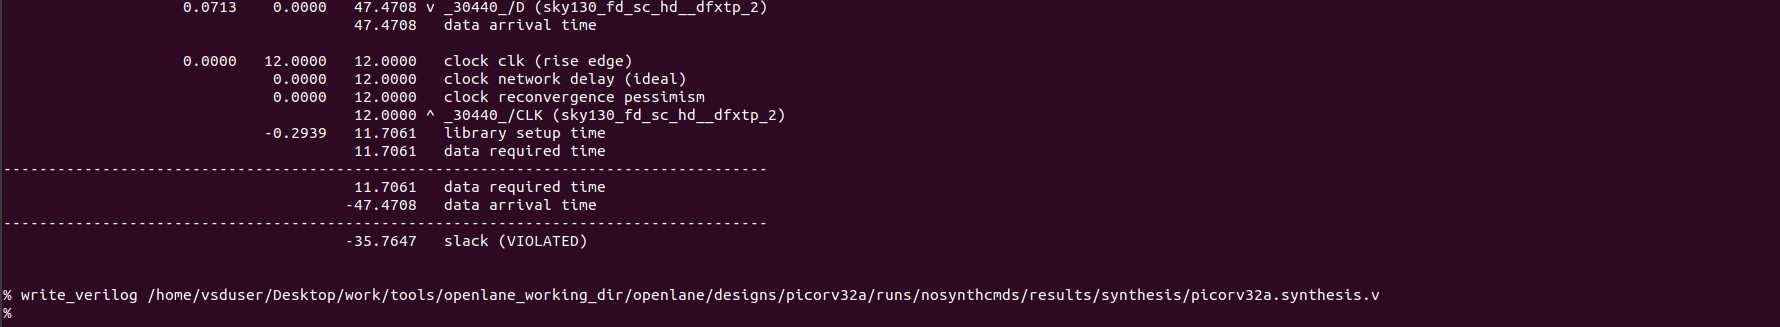 0.0713 0.0000 47.4708 v _30440_/D (sky130_fd_sc_hd__dfxtp_2)
47.4708 data arrival time
0.0000 12.0000 12.0000 clock clk (rise edge)
0.0000 12.0000 clock network delay (ideal)
0.0000 12.0000 clock reconvergence pessimism
12.0000 ^ _30440_/CLK (sky130_fd_sc_hd__dfxtp_2)
-0.2939 11.7061 library setup time
11.7061 data required time
-------------------------------------------------------------------------------------
11.7061 data required time
-47.4708 data arrival time
-------------------------------------------------------------------------------------
-35.7647 slack (VIOLATED)
% write_verilog /home/vsduser/Desktop/work/tools/openlane_working_dir/openlane/designs/picorv32a/runs/nosynthcmds/results/synthesis/picorv32a.synthesis.v
%